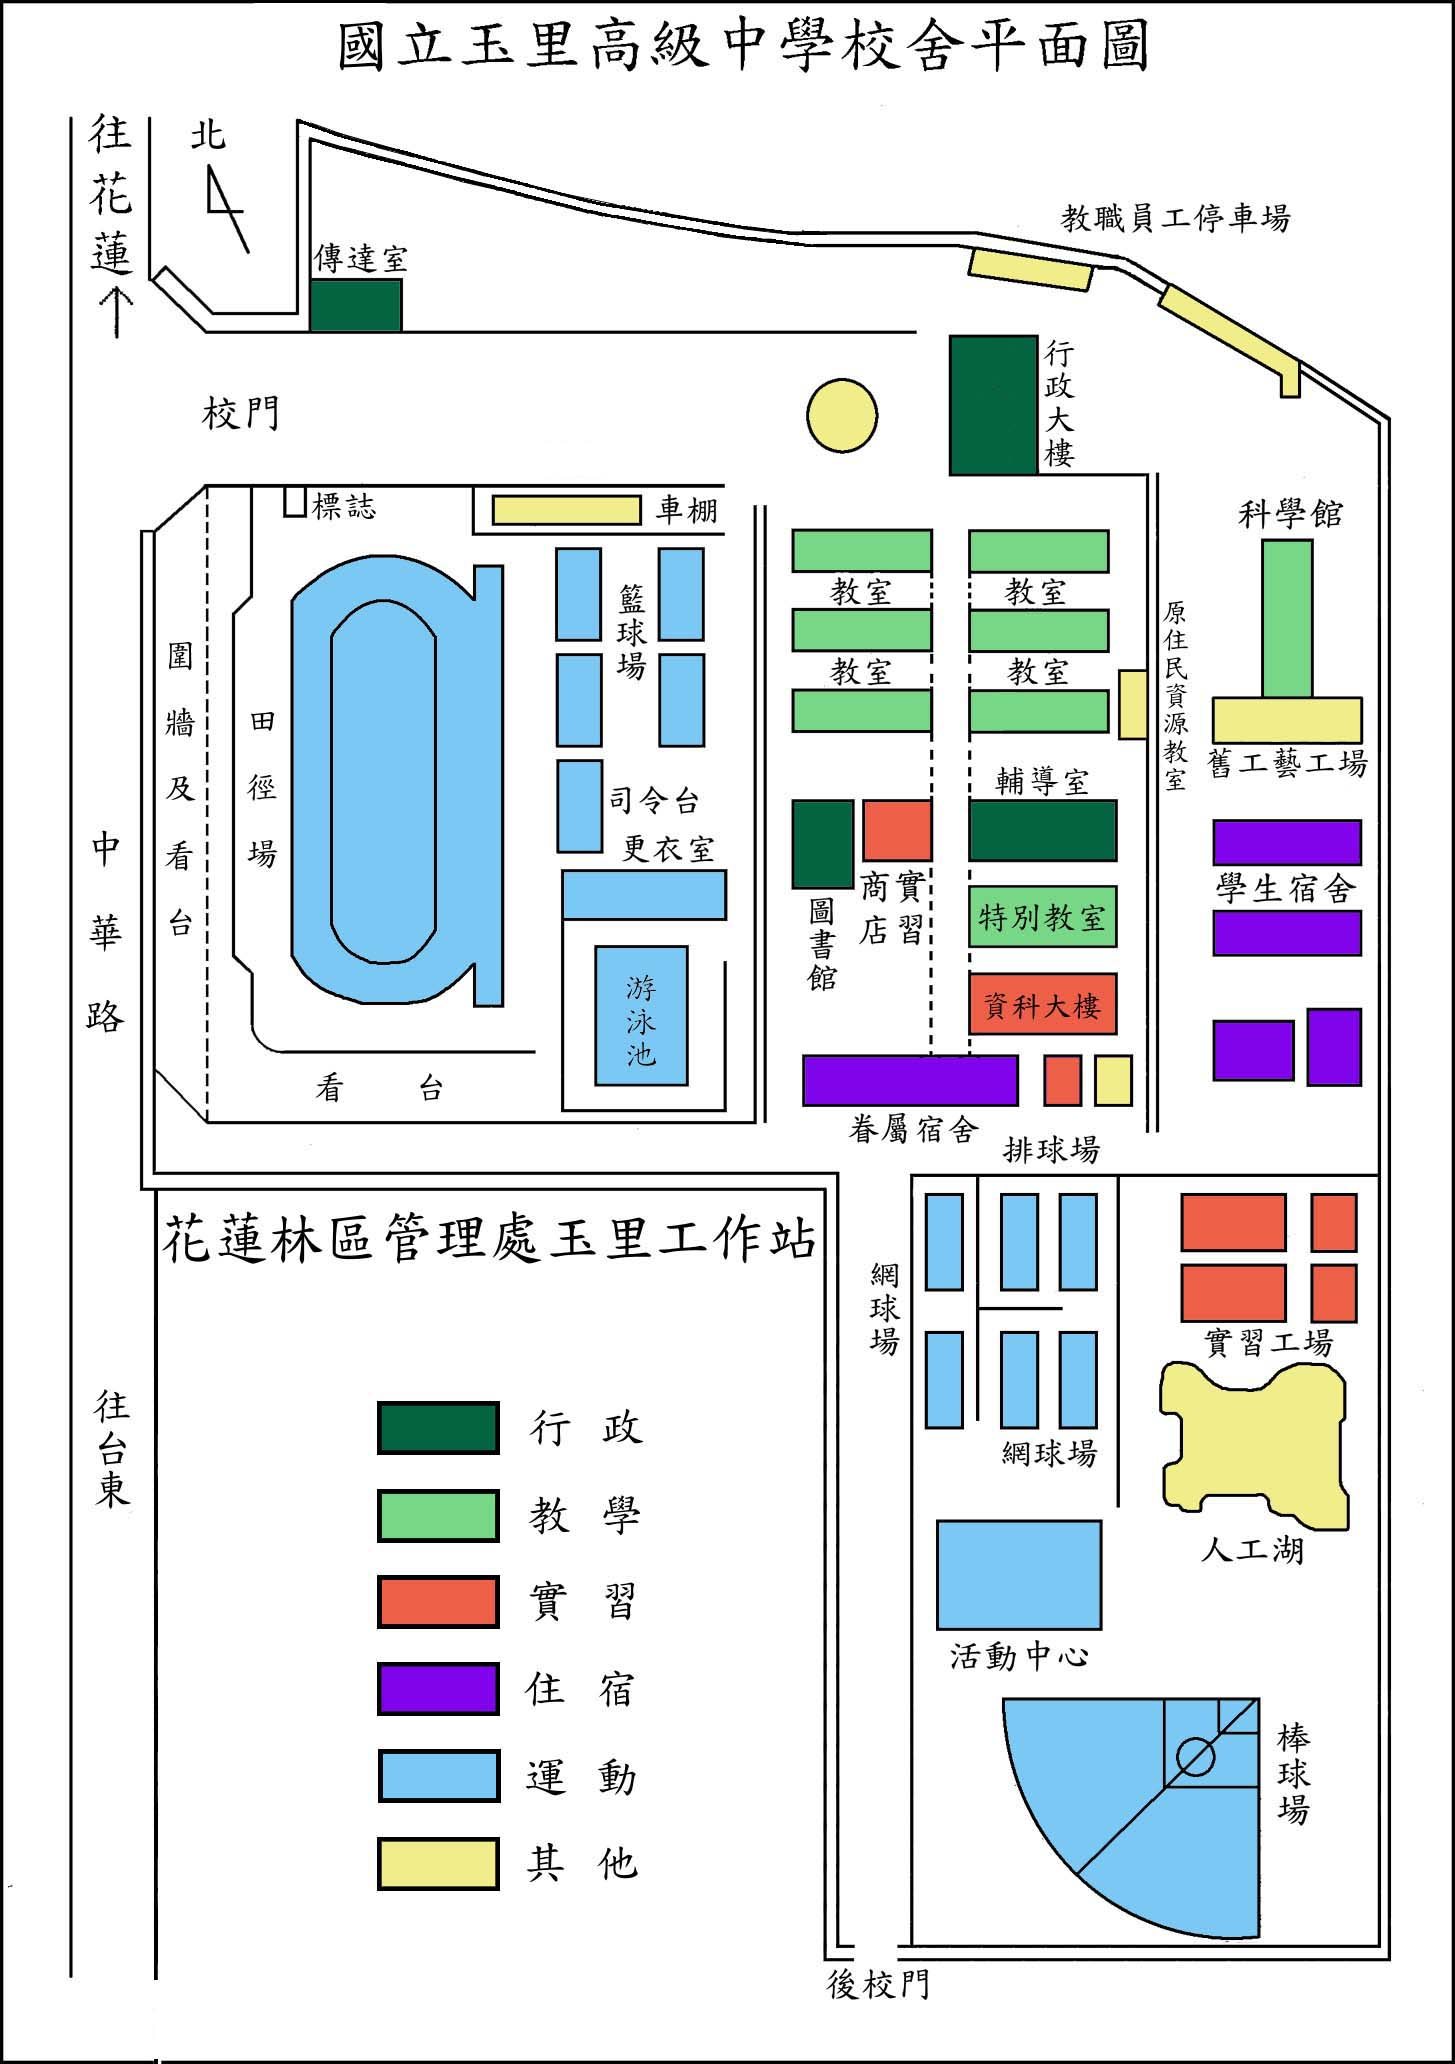 國立玉里高級中學校舍平面圖
往花蓮
北
傳達室
教職員工停車場
行政大樓
校門
標誌
車棚
科學館
籃球場
教室
教室
原住民資源教室
圍牆及看台
田徑場
教室
教室
舊工藝工場
司令台
輔導室
更衣室
中華路
商店
實習
圖書館
特別教室
學生宿舍
游泳池
資料大樓
看台
眷屬宿舍
排球場
花蓮林區管理處玉里工作站
網球場
實習工場
往台東
行政
網球場
教學
人工湖
實習
活動中心
住宿
運動
棒球場
其他
後校門